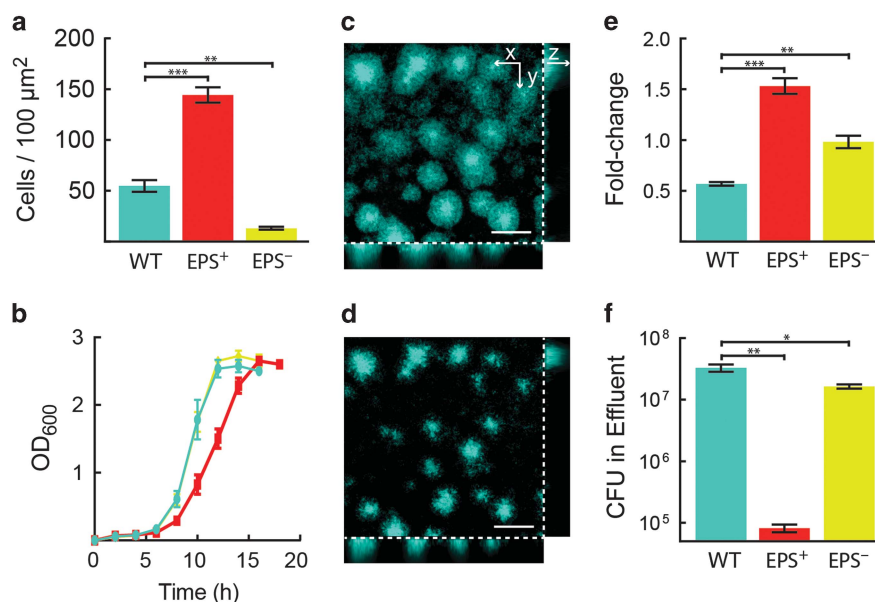 a
200
150
100
50
Cells / 100 µm²
**
***
WT EPS⁺ EPS⁻
b
3
2
1
OD₆₀₀
0 5 10 15 20
Time (h)
c
x z
y
d
e
2.0
1.5
1.0
0.5
Fold-change
**
***
WT EPS⁺ EPS⁻
f
10⁸
10⁷
10⁶
10⁵
CFU in Effluent
*
**
WT EPS⁺ EPS⁻